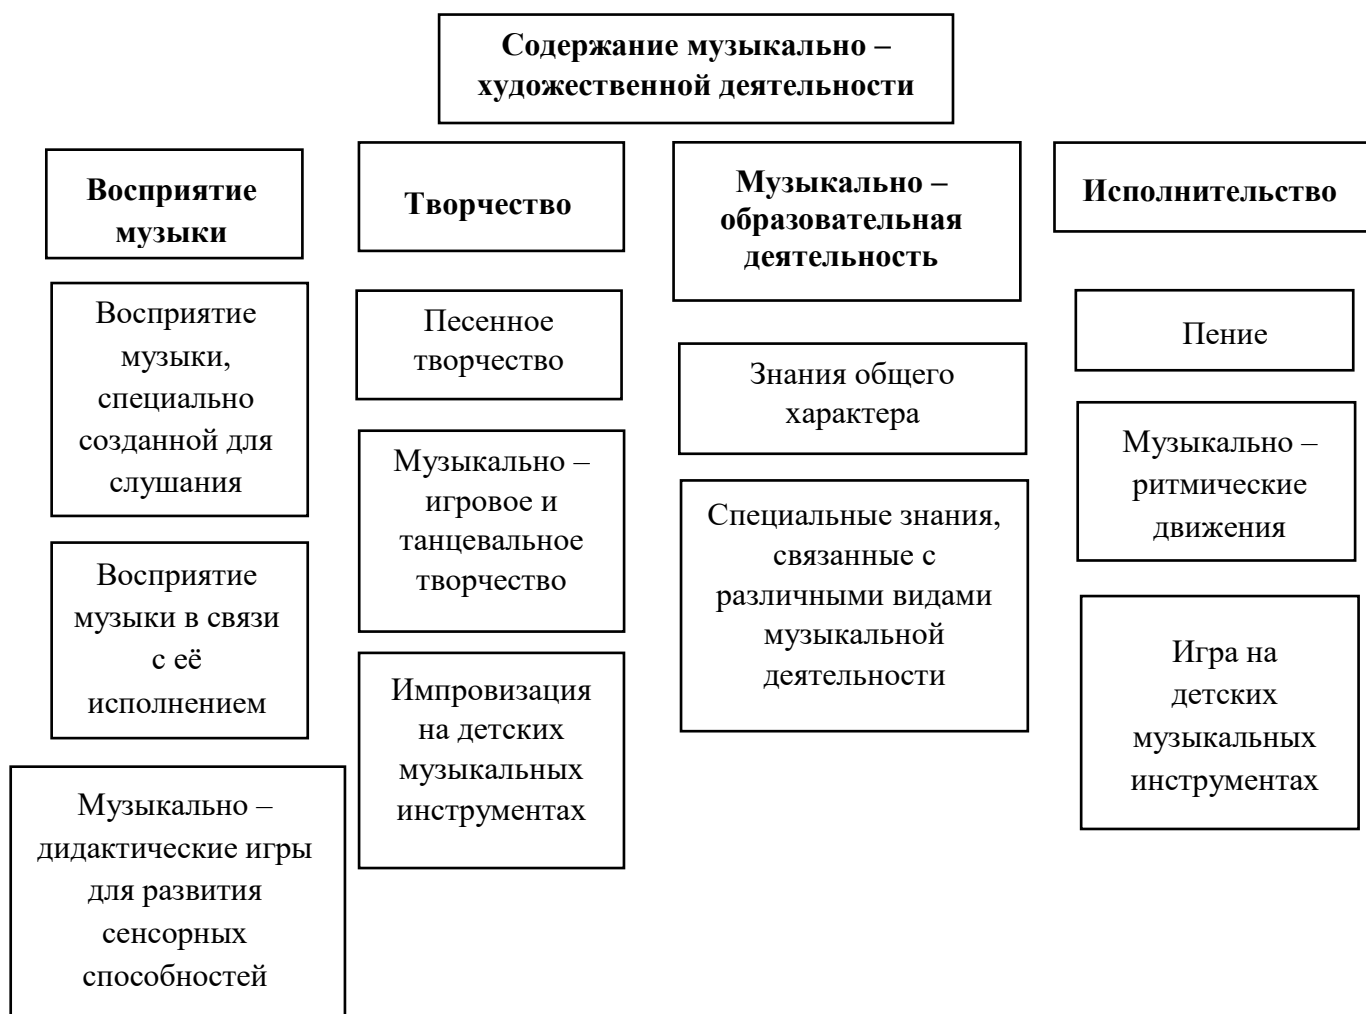 Содержание музыкально –
художественной деятельности
Восприятие
музыки
Творчество
Музыкально –
образовательная
деятельность
Исполнительство
Восприятие
музыки,
специально
созданной для
слушания
Восприятие
музыки в связи
с её
исполнением
Музыкально –
дидактические игры
для развития
сенсорных
способностей
Песенное
творчество
Музыкально –
игровое и
танцевальное
творчество
Импровизация
на детских
музыкальных
инструментах
Знания общего
характера
Специальные знания,
связанные с
различными видами
музыкальной
деятельности
Пение
Музыкально –
ритмические
движения
Игра на
детских
музыкальных
инструментах